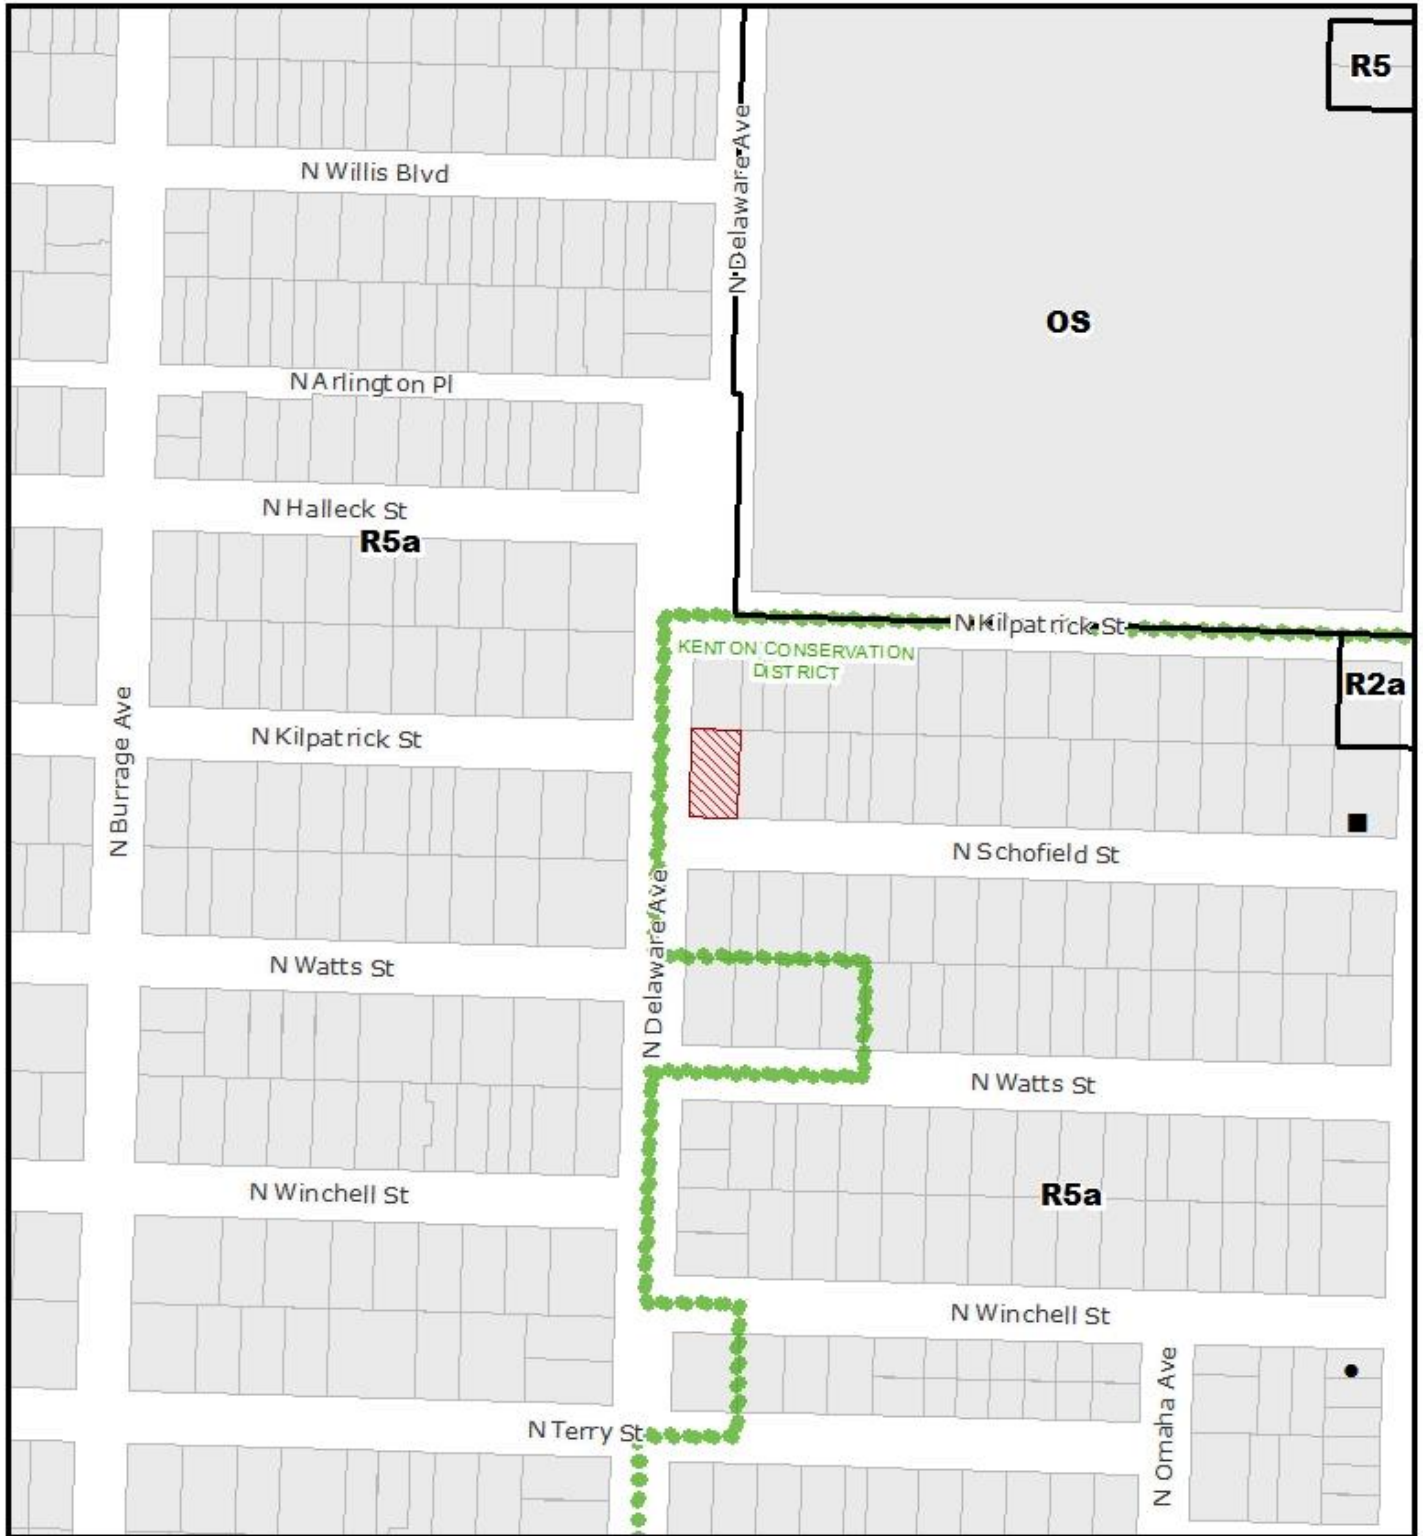 R5
N Delaware Ave
N Willis Blvd
OS
N Arlington Pl
N Halleck St
R5a
N Kilpatrick St
KENTON CONSERVATION
DISTRICT
R2a
N Burrage Ave
N Kilpatrick St
N Schofield St
N Delaware Ave
N Watts St
N Watts St
N Winchell St
R5a
N Winchell St
N Omaha Ave
N Terry St